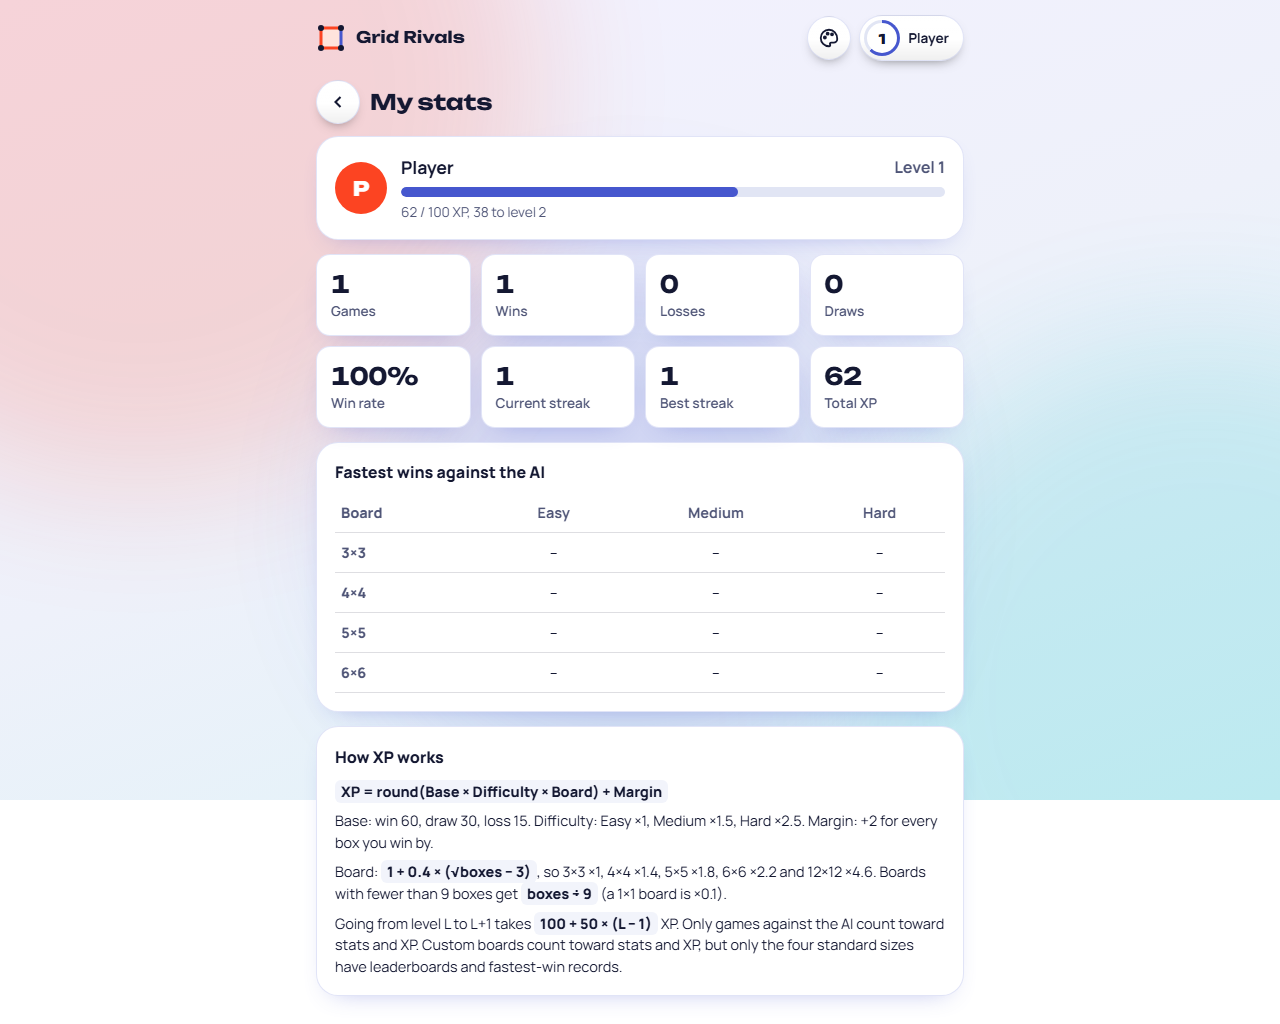 Grid Rivals
1 Player
My stats
P
Player
Level 1
62 / 100 XP, 38 to level 2
1
Games
1
Wins
0
Losses
0
Draws
100%
Win rate
1
Current streak
1
Best streak
62
Total XP
Fastest wins against the AI
Board Easy Medium Hard
3×3 – – –
4×4 – – –
5×5 – – –
6×6 – – –
How XP works
XP = round(Base × Difficulty × Board) + Margin
Base: win 60, draw 30, loss 15. Difficulty: Easy ×1, Medium ×1.5, Hard ×2.5. Margin: +2 for every
box you win by.
Board: 1 + 0.4 × (√boxes − 3) , so 3×3 ×1, 4×4 ×1.4, 5×5 ×1.8, 6×6 ×2.2 and 12×12 ×4.6. Boards
with fewer than 9 boxes get boxes ÷ 9 (a 1×1 board is ×0.1).
Going from level L to L+1 takes 100 + 50 × (L − 1) XP. Only games against the AI count toward
stats and XP. Custom boards count toward stats and XP, but only the four standard sizes
have leaderboards and fastest-win records.